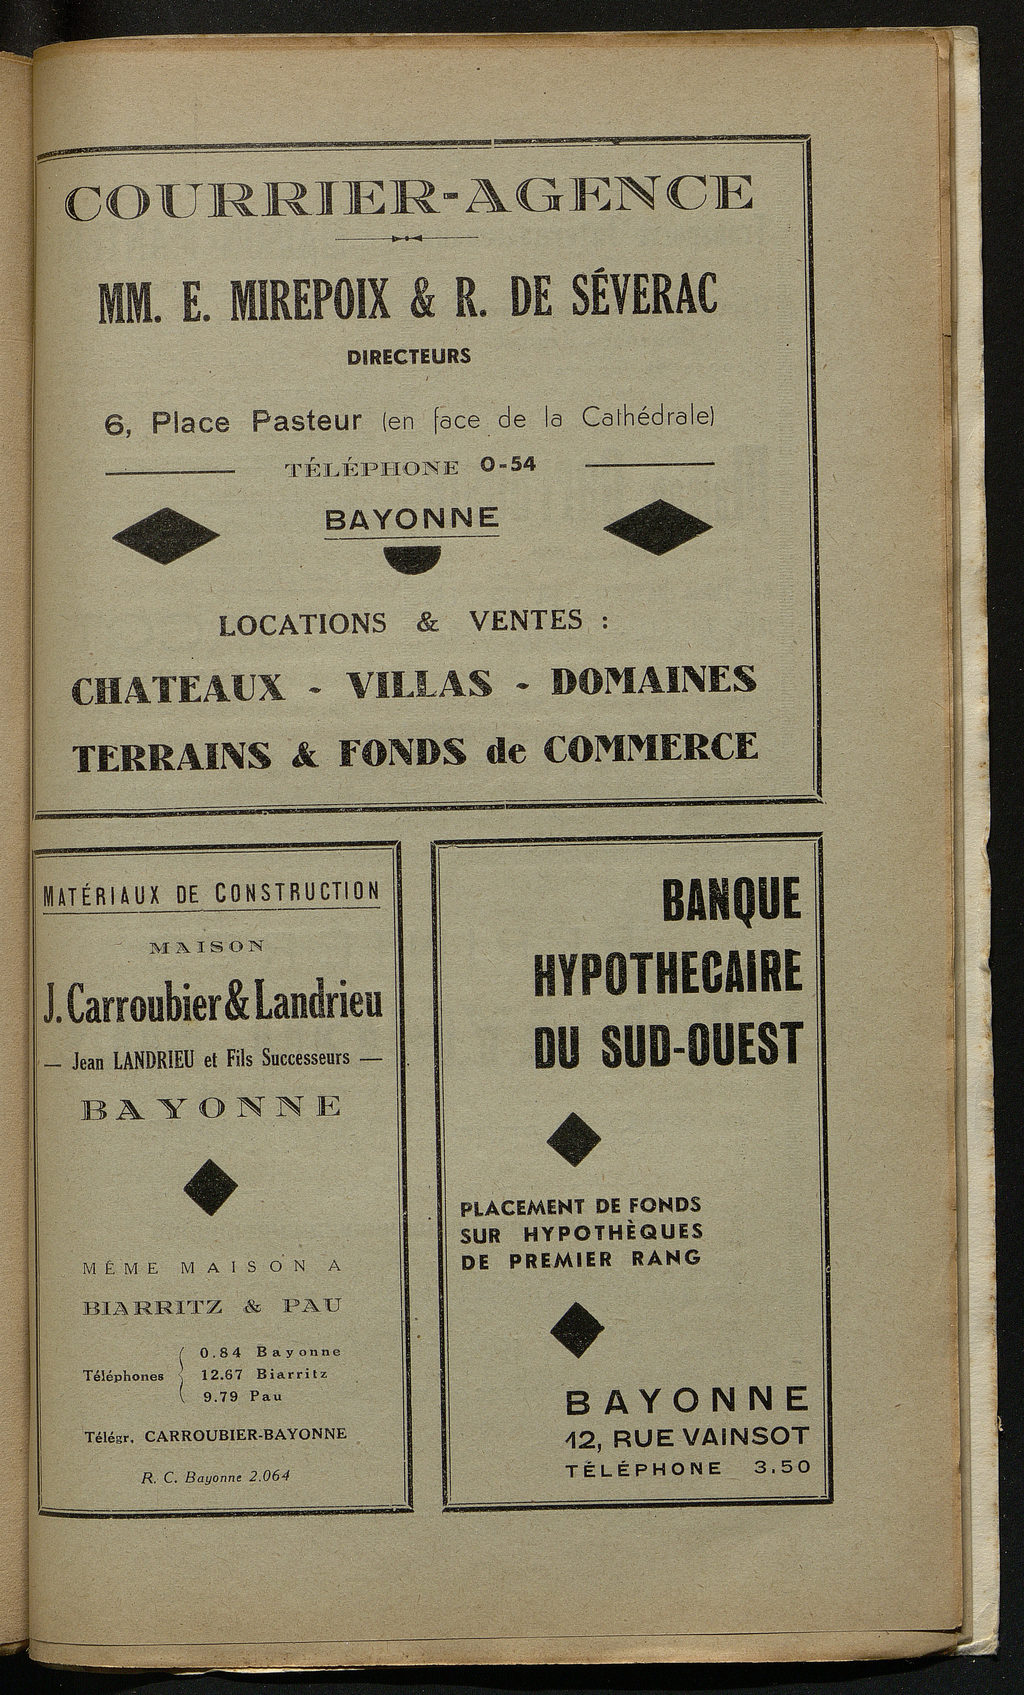 COURRIER-AGENCE
MM. E. MIREPOIX & R. DE SÉVERAC
DIRECTEURS
6, Place Pasteur (en face de la Cathédrale)
TÉLÉPHONE 0-54
BAYONNE
LOCATIONS & VENTES :
CHATEAUX - VILLAS - DOMAINES
TERRAINS & FONDS de COMMERCE
MATÉRIAUX DE CONSTRUCTION
MAISON
J. Carroubier & Landrieu
— Jean LANDRIEU et Fils Successeurs —
BAYONNE
MÊME MAISON A
BIARRITZ & PAU
0.84 Bayonne
Téléphones 12.67 Biarritz
9.79 Pau
Télégr. CARROUBIER-BAYONNE
R. C. Bayonne 2.064
BANQUE
HYPOTHECAIRE
DU SUD-OUEST
PLACEMENT DE FONDS
SUR HYPOTHÈQUES
DE PREMIER RANG
BAYONNE
12, RUE VAINSOT
TÉLÉPHONE 3.50